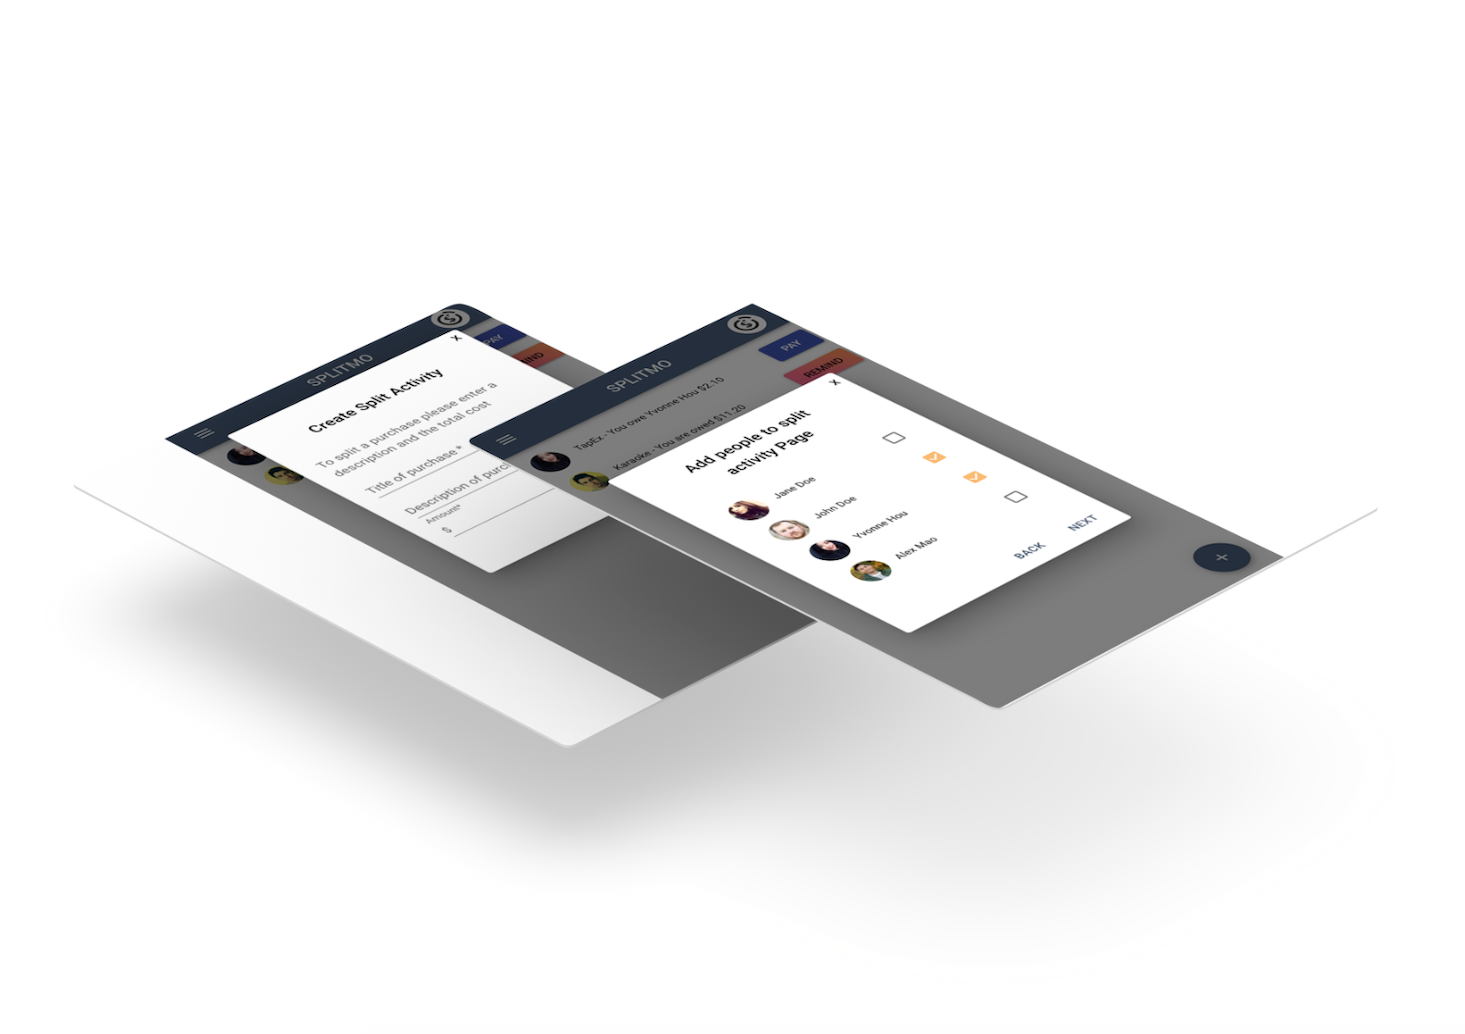 SPLITMO
PAY
REMIND
X
Create Split Activity
To split a purchase please enter a
description and the total cost
Title of purchase *
Description of purch
Amount*
$
SPLITMO
PAY
REMIND
TapEx - You owe Yvonne Hou $2.10
Karaoke - You are owed $11.20
X
Add people to split
activity Page
Jane Doe
John Doe
Yvonne Hou
Alex Mao
BACK
NEXT
+